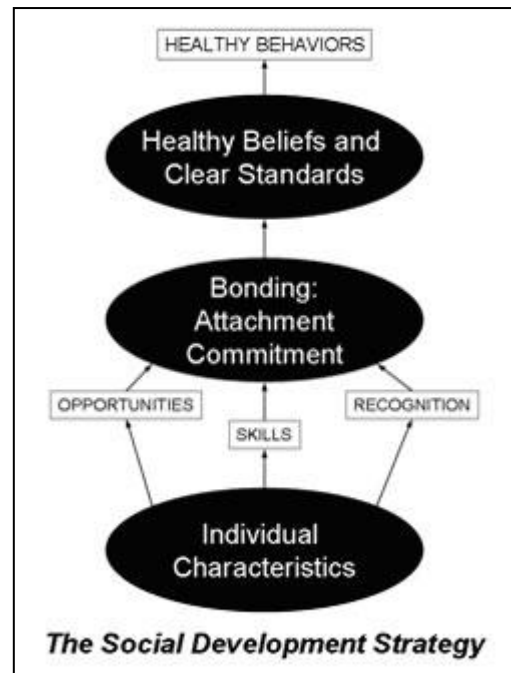 HEALTHY BEHAVIORS
Healthy Beliefs and
Clear Standards
Bonding:
Attachment
Commitment
OPPORTUNITIES
SKILLS
RECOGNITION
Individual
Characteristics
The Social Development Strategy